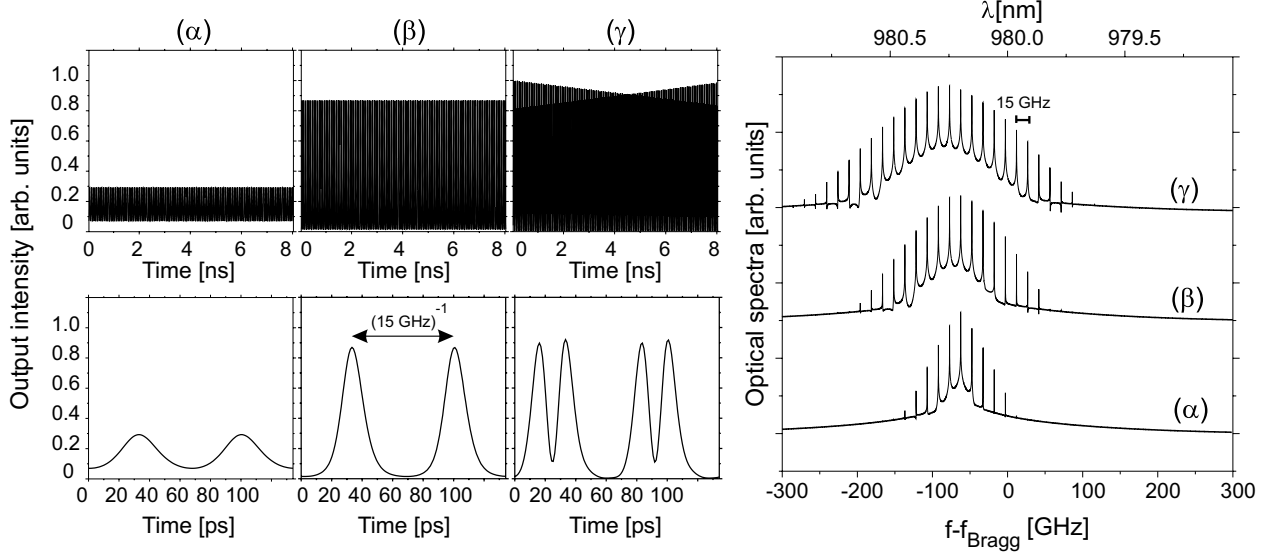 (α) (β) (γ)
Output intensity [arb. units]
1.0
0.8
0.6
0.4
0.2
0
0 2 4 6 8 0 2 4 6 8 0 2 4 6 8
Time [ns] Time [ns] Time [ns]
1.0
0.8
0.6
0.4
0.2
0
(15 GHz)⁻¹
0 20 40 60 80 100 0 20 40 60 80 100 0 20 40 60 80 100
Time [ps] Time [ps] Time [ps]
λ[nm]
980.5 980.0 979.5
Optical spectra [arb. units]
15 GHz
(γ)
(β)
(α)
-300 -200 -100 0 100 200 300
f-fBragg [GHz]